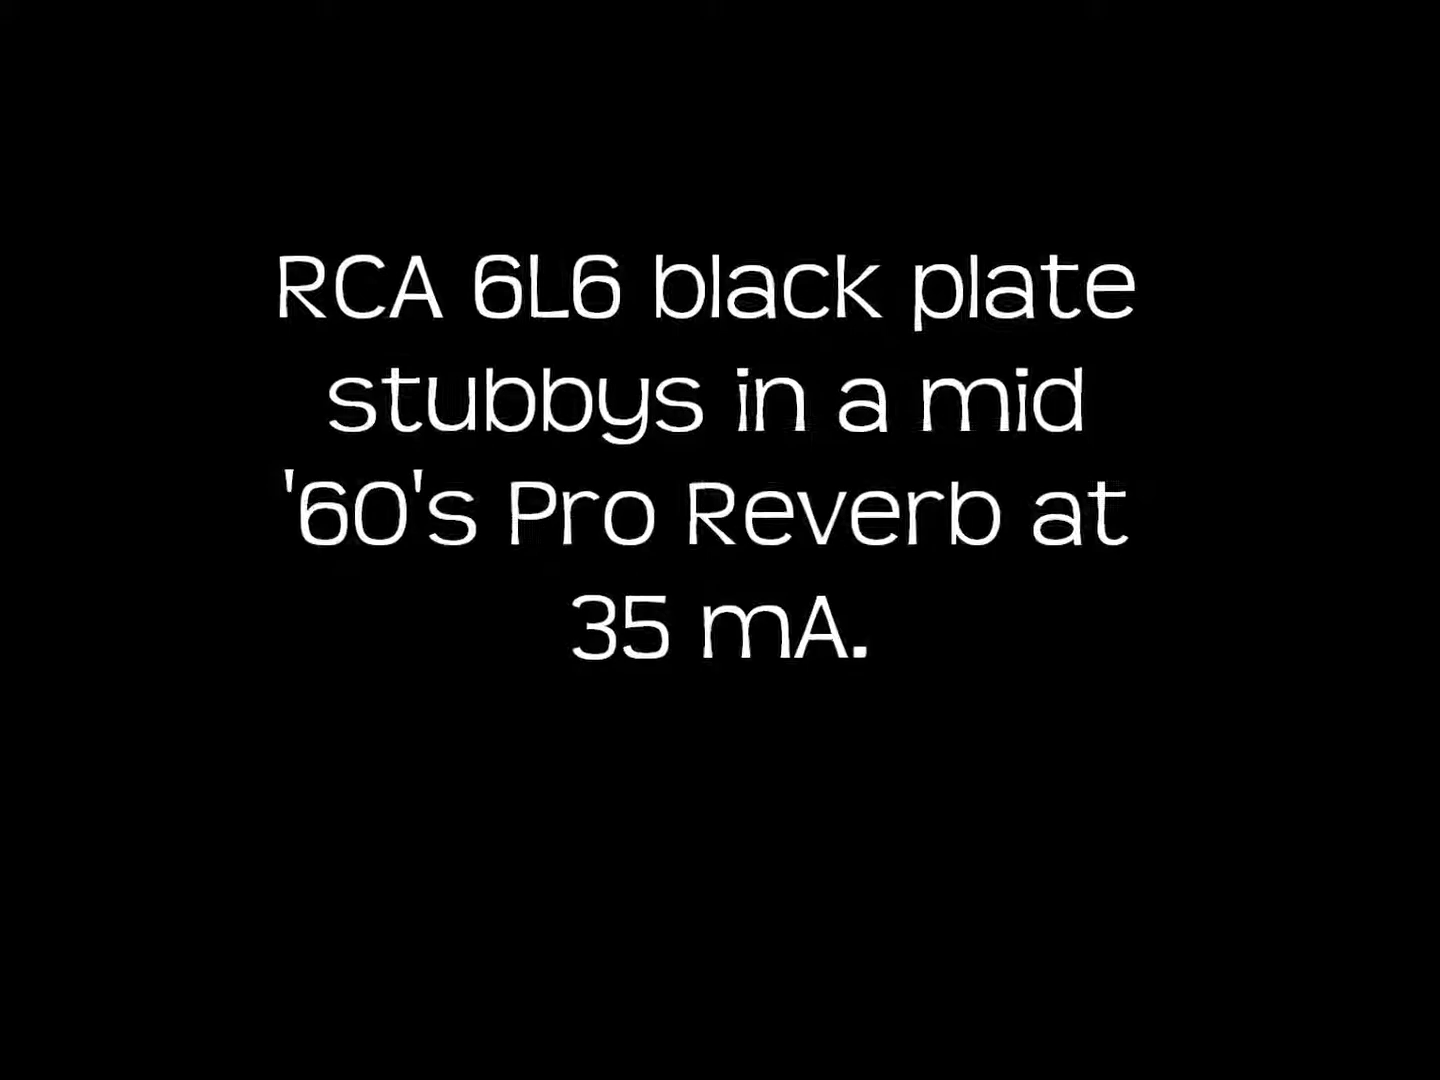 RCA 6L6 black plate
stubbys in a mid
'60's Pro Reverb at
35 mA.